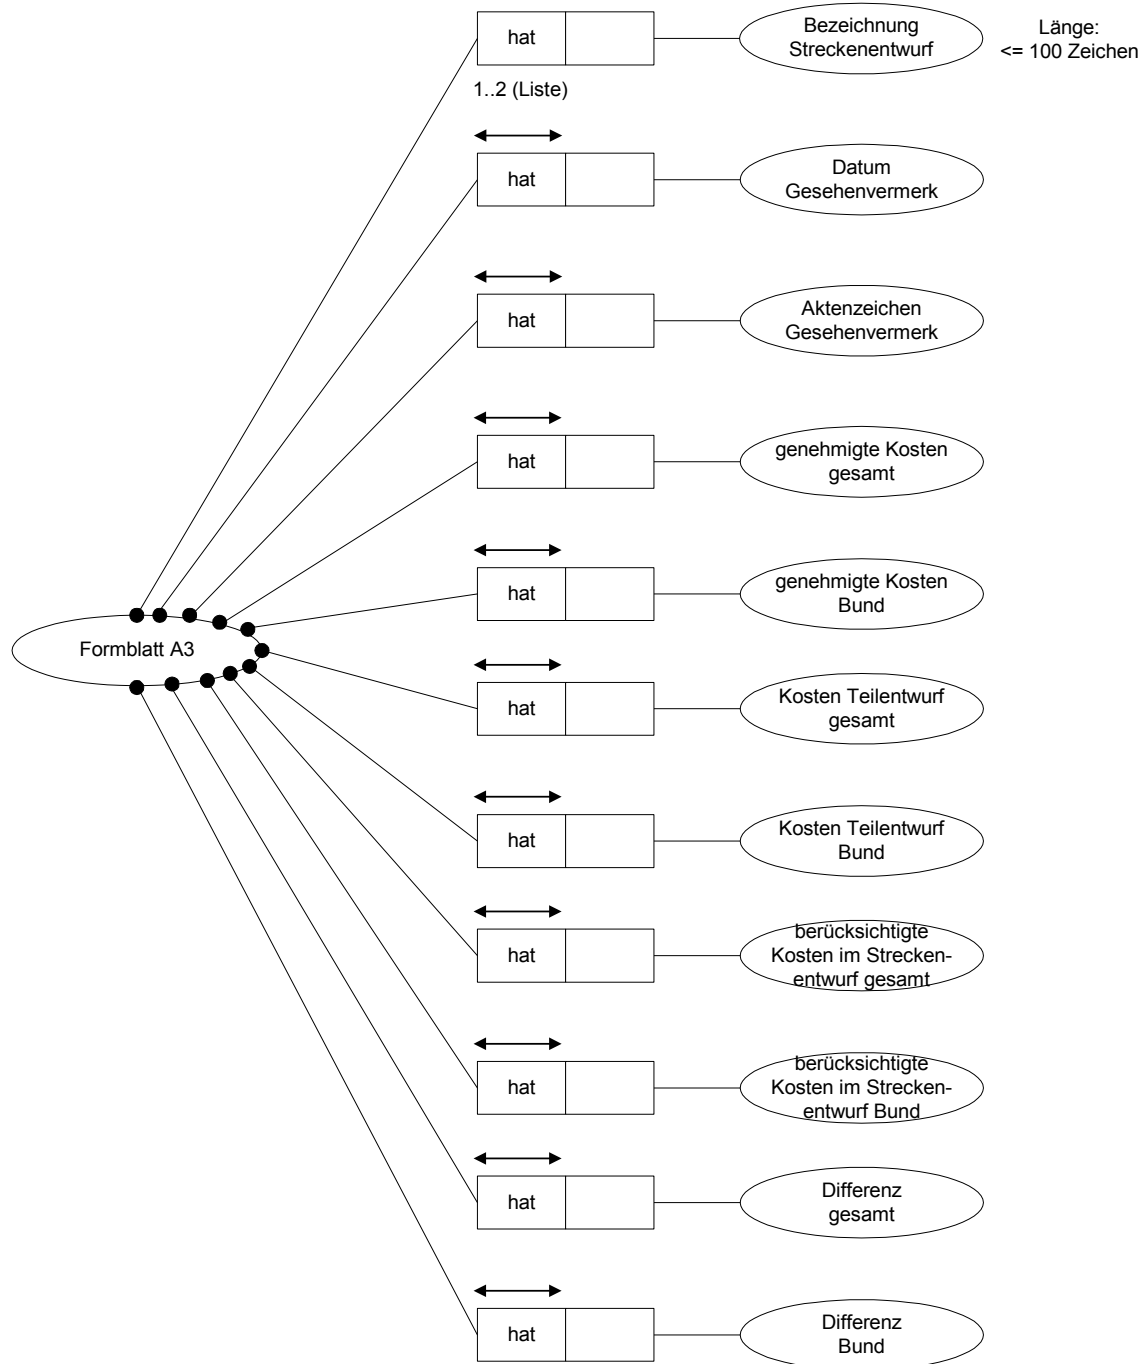 hat
Bezeichnung
Streckenentwurf
Länge:
<= 100 Zeichen
1..2 (Liste)
hat
Datum
Gesehenvermerk
hat
Aktenzeichen
Gesehenvermerk
hat
genehmigte Kosten
gesamt
hat
genehmigte Kosten
Bund
Formblatt A3
hat
Kosten Teilentwurf
gesamt
hat
Kosten Teilentwurf
Bund
hat
berücksichtigte
Kosten im Strecken-
entwurf gesamt
hat
berücksichtigte
Kosten im Strecken-
entwurf Bund
hat
Differenz
gesamt
hat
Differenz
Bund